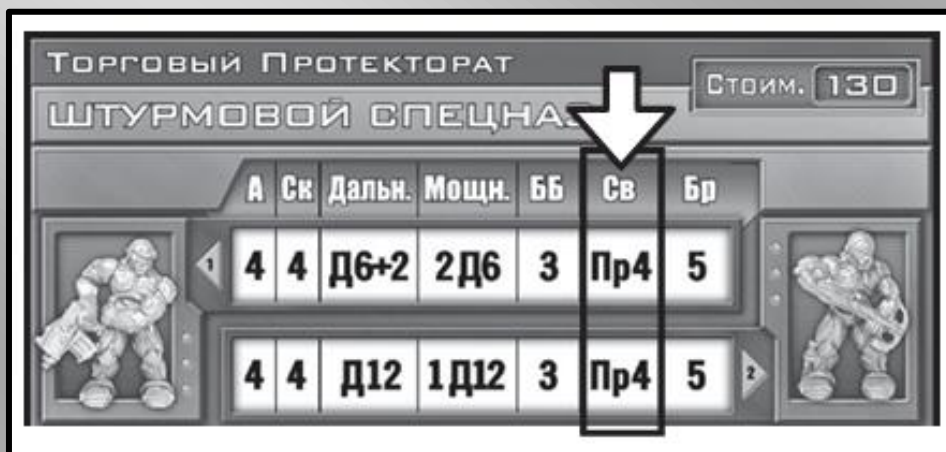 Торговый Протекторат
Стоим. 130
ШТУРМОВОЙ СПЕЦНАЗ
А Ск Дальн. Мощн. ББ Св Бр
1 4 4 Д6+2 2Д6 3 Пр4 5
4 4 Д12 1Д12 3 Пр4 5 2